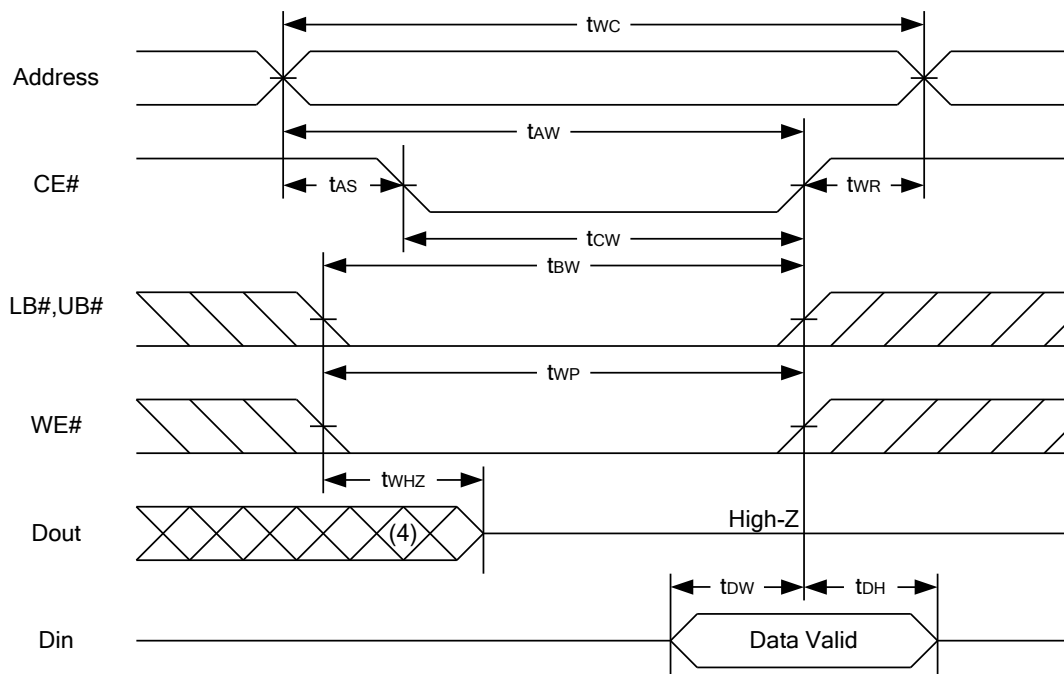 tWC
Address
tAW
CE#
tAS
tWR
tCW
tBW
LB#,UB#
tWP
WE#
tWHZ
Dout
(4)
High-Z
tDW
tDH
Din
Data Valid